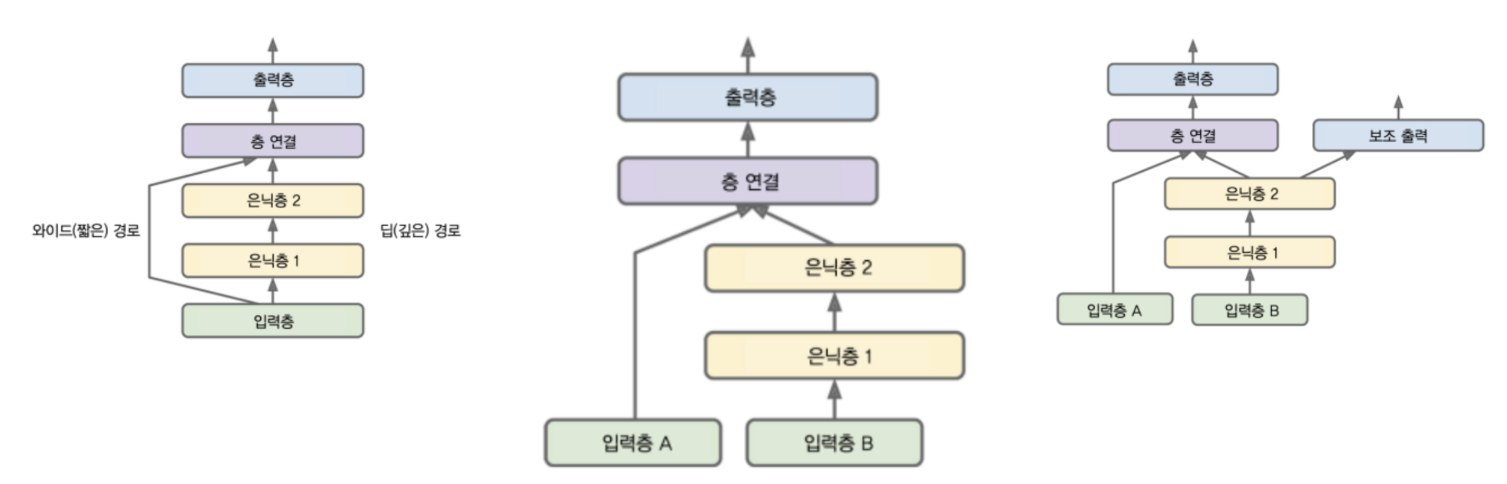 출력층
층 연결
은닉층 2
와이드(짧은) 경로
딥(깊은) 경로
은닉층 1
입력층
출력층
층 연결
은닉층 2
은닉층 1
입력층 A
입력층 B
출력층
층 연결
보조 출력
은닉층 2
은닉층 1
입력층 A
입력층 B